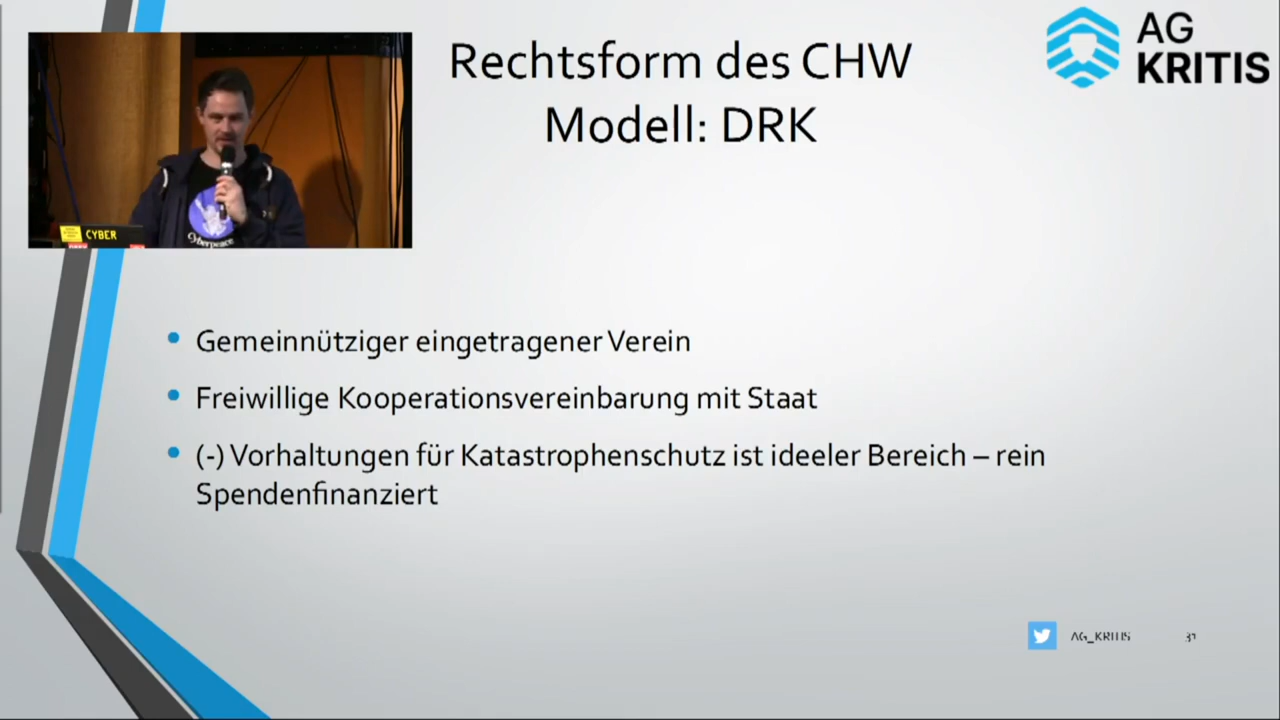 AG
KRITIS
Rechtsform des CHW
Modell: DRK
CYBER
Cyberpeace
• Gemeinnütziger eingetragener Verein
• Freiwillige Kooperationsvereinbarung mit Staat
• (-) Vorhaltungen für Katastrophenschutz ist ideeler Bereich – rein
Spendenfinanziert
AG_KRITIS